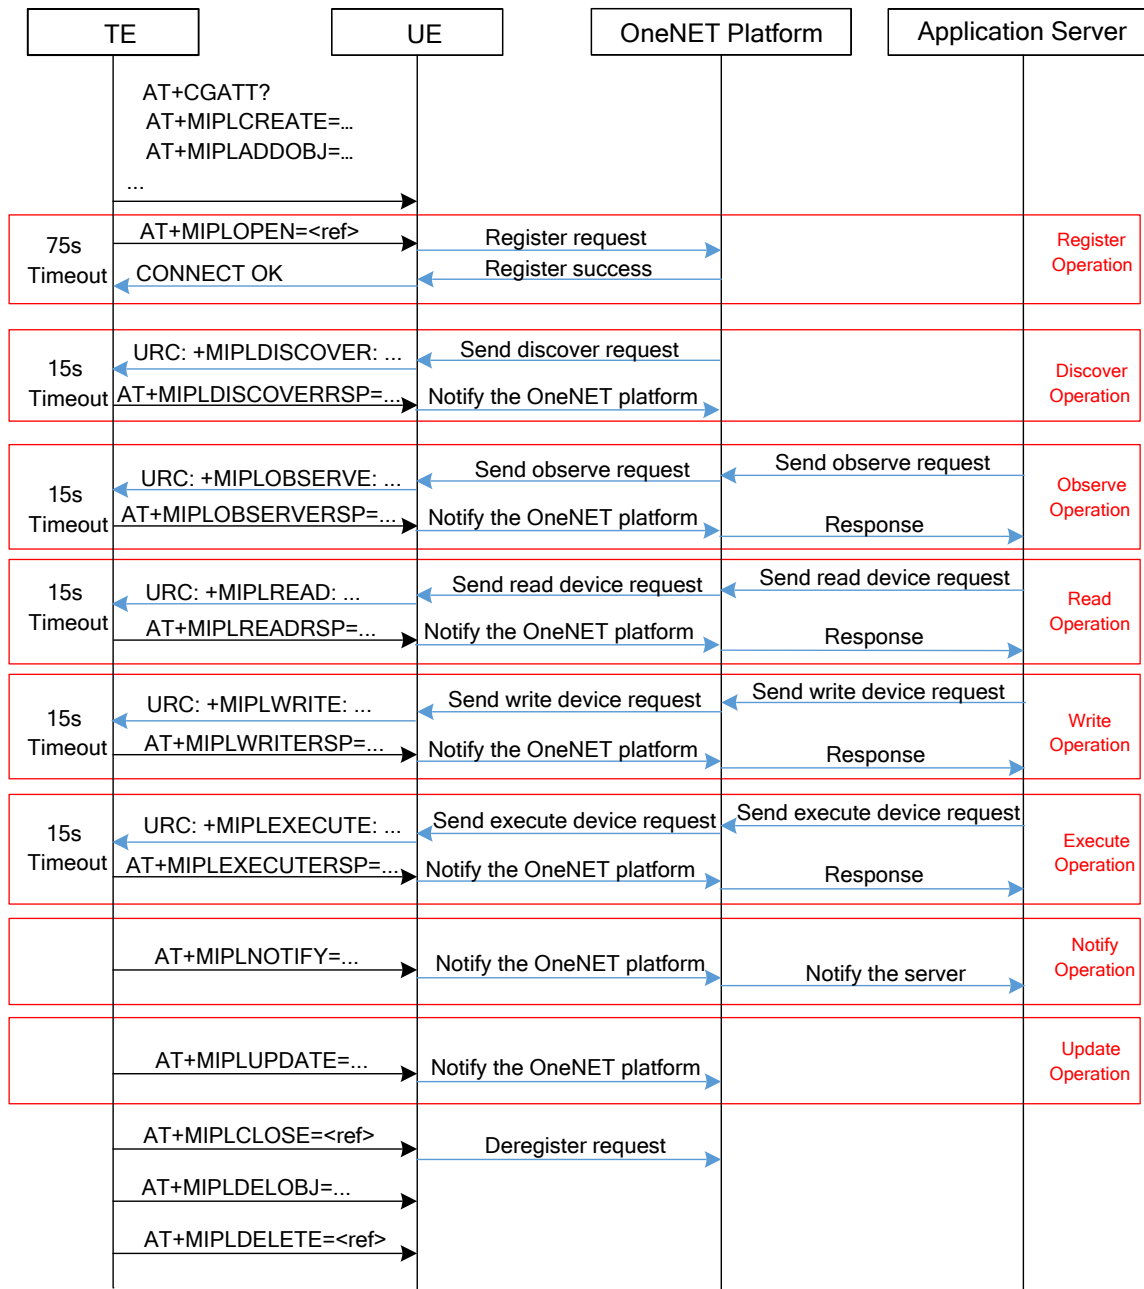 TE
UE
OneNET Platform
Application Server
AT+CGATT?
AT+MIPLCREATE=...
AT+MIPLADDOBJ=...
...
75s
Timeout
AT+MIPLOPEN=<ref>
Register request
Register success
CONNECT OK
Register
Operation
15s
Timeout
URC: +MIPLDISCOVER: ...
Send discover request
AT+MIPLDISCOVERRSP=...
Notify the OneNET platform
Discover
Operation
15s
Timeout
Send observe request
Send observe request
URC: +MIPLOBSERVE: ...
AT+MIPLOBSERVERSP=...
Notify the OneNET platform
Response
Observe
Operation
15s
Timeout
Send read device request
Send read device request
URC: +MIPLREAD: ...
AT+MIPLREADRSP=...
Notify the OneNET platform
Response
Read
Operation
15s
Timeout
Send write device request
Send write device request
URC: +MIPLWRITE: ...
AT+MIPLWRITERSP=...
Notify the OneNET platform
Response
Write
Operation
15s
Timeout
Send execute device request
Send execute device request
URC: +MIPLEXECUTE: ...
AT+MIPLEXECUTERSP=...
Notify the OneNET platform
Response
Execute
Operation
AT+MIPLNOTIFY=...
Notify the OneNET platform
Notify the server
Notify
Operation
AT+MIPLUPDATE=...
Notify the OneNET platform
Update
Operation
AT+MIPLCLOSE=<ref>
Deregister request
AT+MIPLDELOBJ=...
AT+MIPLDELETE=<ref>